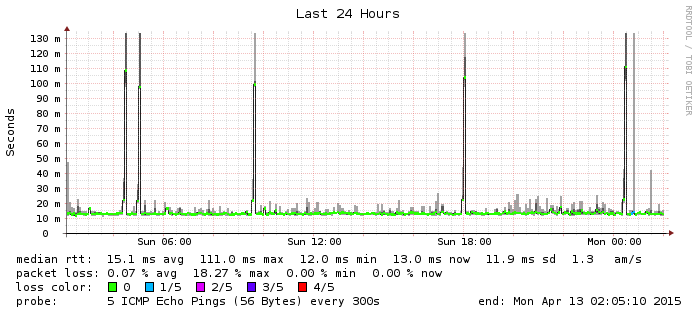 Last 24 Hours
RRDTOOL / TOBI OETIKER
Seconds
130 m
120 m
110 m
100 m
90 m
80 m
70 m
60 m
50 m
40 m
30 m
20 m
10 m
0
Sun 06:00 Sun 12:00 Sun 18:00 Mon 00:00
median rtt: 15.1 ms avg 111.0 ms max 12.0 ms min 13.0 ms now 11.9 ms sd 1.3 am/s
packet loss: 0.07 % avg 18.27 % max 0.00 % min 0.00 % now
loss color: 0 1/5 2/5 3/5 4/5
probe: 5 ICMP Echo Pings (56 Bytes) every 300s end: Mon Apr 13 02:05:10 2015